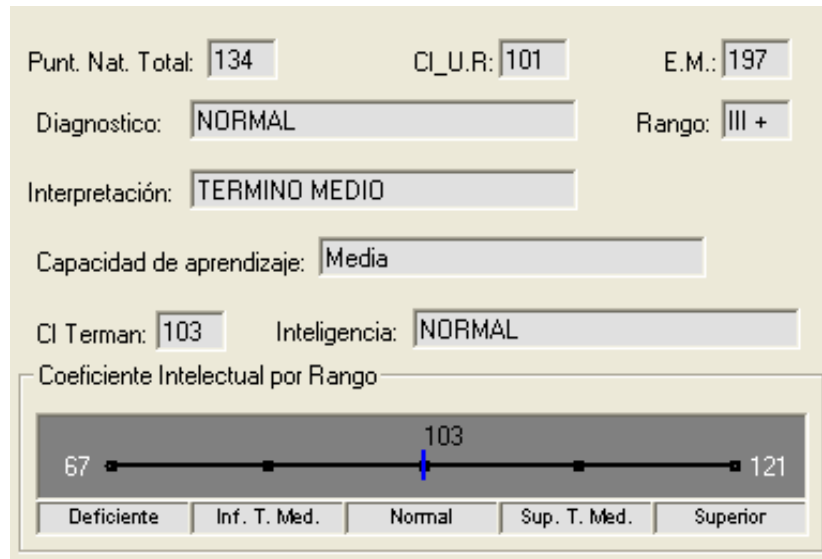 Punt. Nat. Total: 134 CI_U.R: 101 E.M.: 197
Diagnostico: NORMAL Rango: III +
Interpretación: TERMINO MEDIO
Capacidad de aprendizaje: Media
CI Terman: 103 Inteligencia: NORMAL
Coeficiente Intelectual por Rango
103
67 121
Deficiente Inf. T. Med. Normal Sup. T. Med. Superior